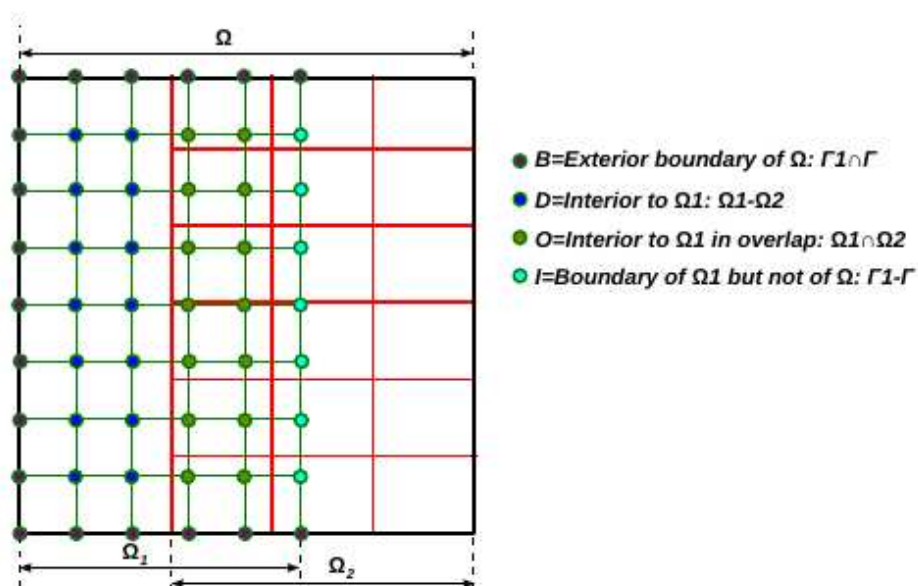 Ω
B=Exterior boundary of Ω: Γ1∩Γ
D=Interior to Ω1: Ω1-Ω2
O=Interior to Ω1 in overlap: Ω1∩Ω2
I=Boundary of Ω1 but not of Ω: Γ1-Γ
Ω₁
Ω₂